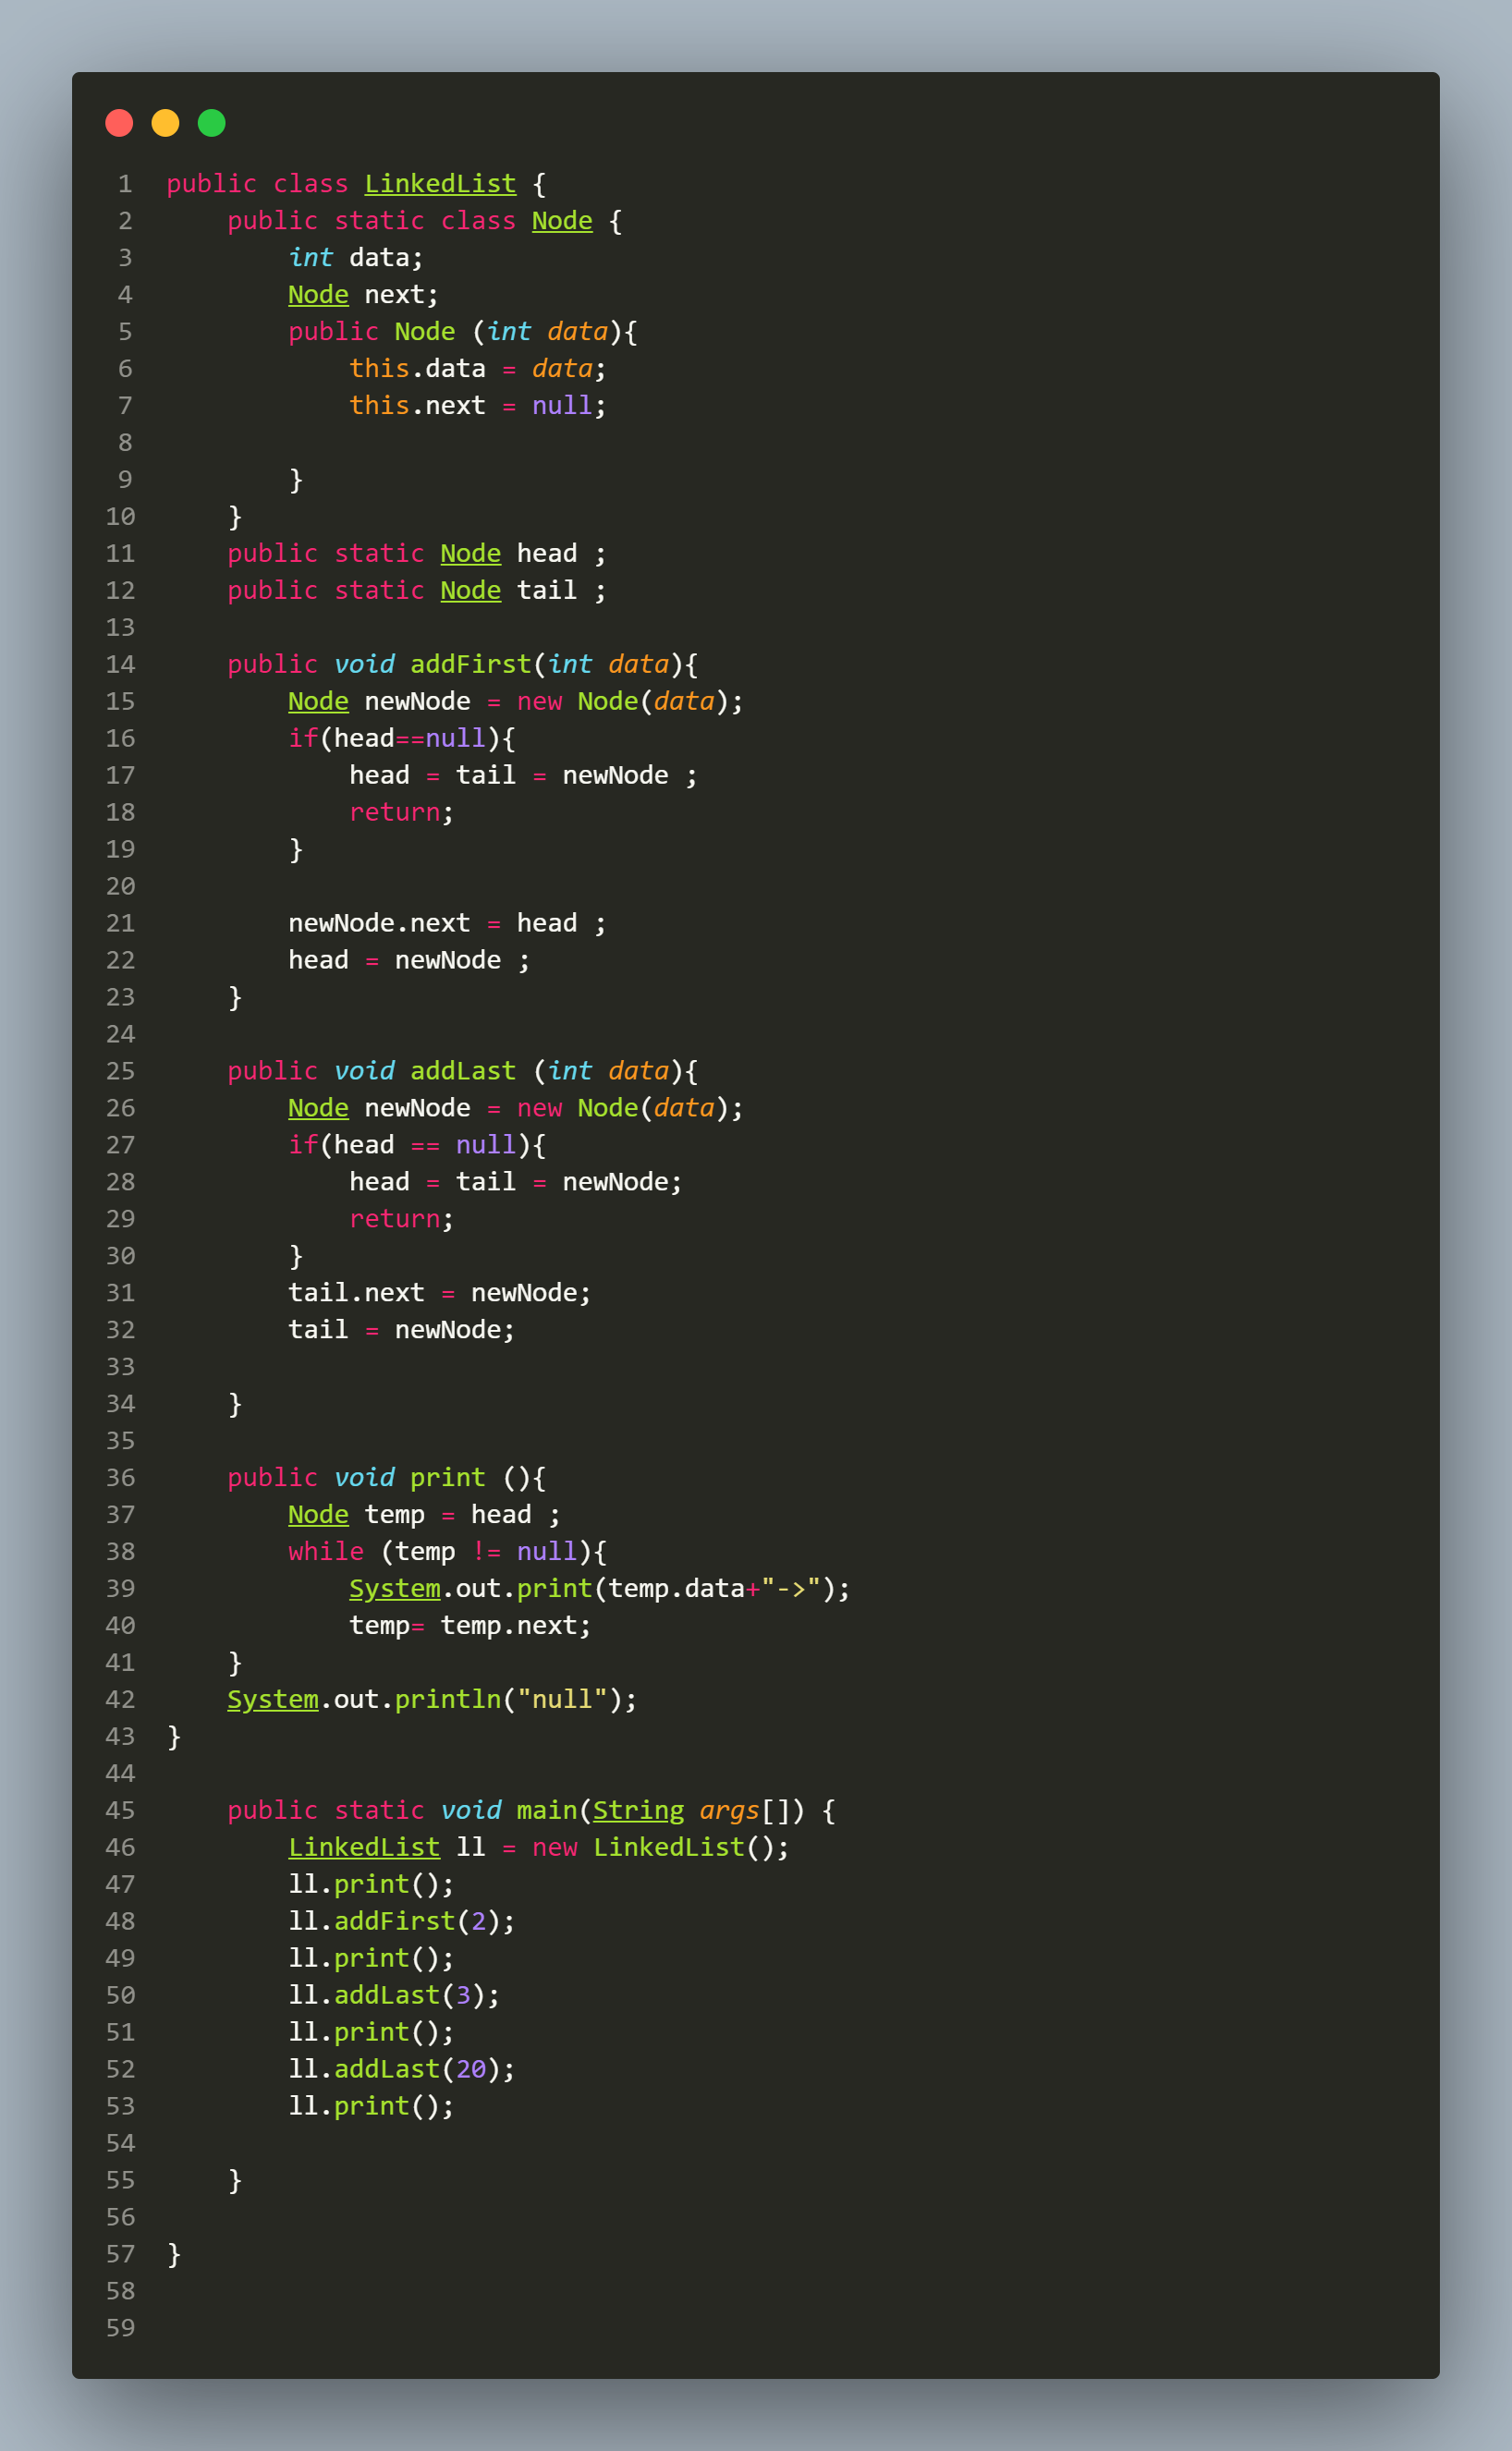 1 public class LinkedList {
2     public static class Node {
3         int data;
4         Node next;
5         public Node (int data){
6             this.data = data;
7             this.next = null;
8
9         }
10     }
11     public static Node head ;
12     public static Node tail ;
13
14     public void addFirst(int data){
15         Node newNode = new Node(data);
16         if(head==null){
17             head = tail = newNode ;
18             return;
19         }
20
21         newNode.next = head ;
22         head = newNode ;
23     }
24
25     public void addLast (int data){
26         Node newNode = new Node(data);
27         if(head == null){
28             head = tail = newNode;
29             return;
30         }
31         tail.next = newNode;
32         tail = newNode;
33
34     }
35
36     public void print (){
37         Node temp = head ;
38         while (temp != null){
39             System.out.print(temp.data+"->");
40             temp= temp.next;
41     }
42     System.out.println("null");
43 }
44
45     public static void main(String args[]) {
46         LinkedList ll = new LinkedList();
47         ll.print();
48         ll.addFirst(2);
49         ll.print();
50         ll.addLast(3);
51         ll.print();
52         ll.addLast(20);
53         ll.print();
54
55     }
56
57 }
58
59